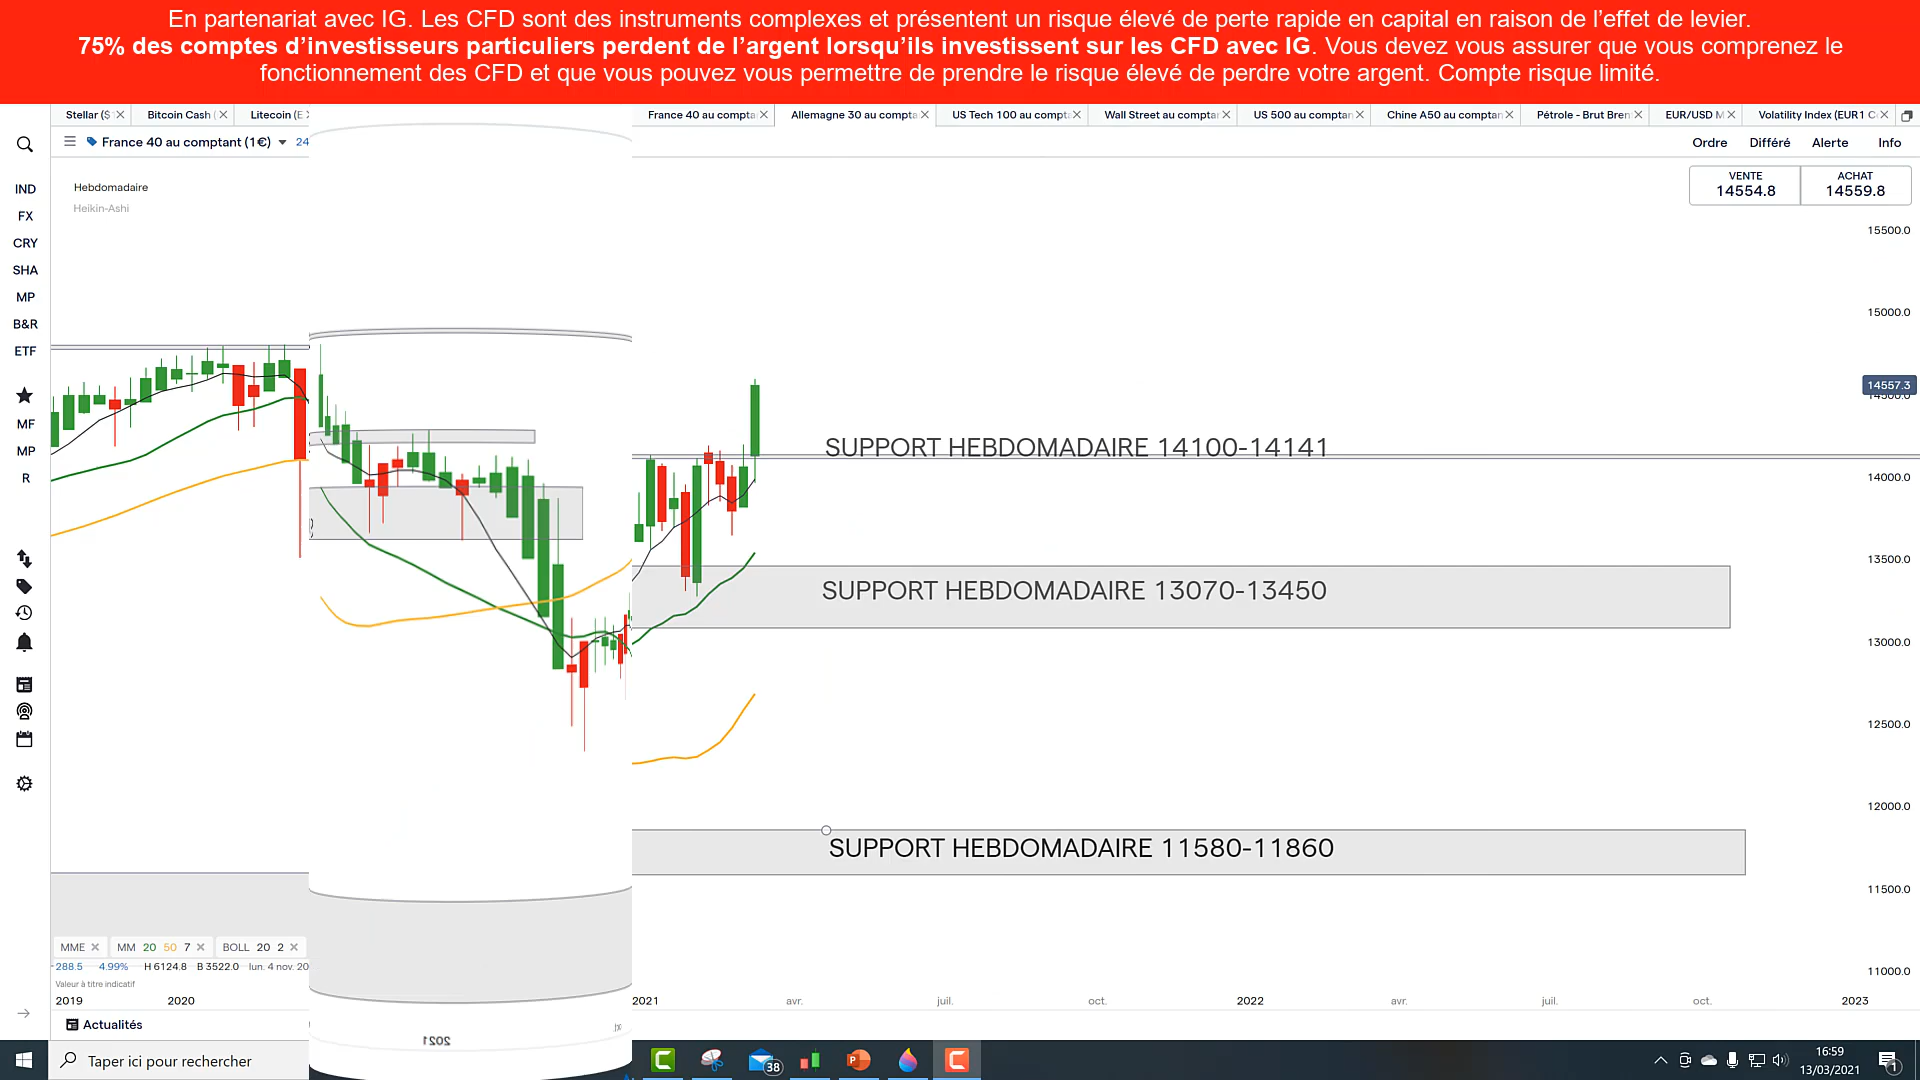 En partenariat avec IG. Les CFD sont des instruments complexes et présentent un risque élevé de perte rapide en capital en raison de l'effet de levier.
75% des comptes d'investisseurs particuliers perdent de l'argent lorsqu'ils investissent sur les CFD avec IG. Vous devez vous assurer que vous comprenez le
fonctionnement des CFD et que vous pouvez vous permettre de prendre le risque élevé de perdre votre argent. Compte risque limité.
Stellar ($ Bitcoin Cash ( Litecoin (E France 40 au compta Allemagne 30 au compta US Tech 100 au compt Wall Street au comptar US 500 au comptan Chine A50 au comptan Pétrole - Brut Bren EUR/USD M Volatility Index (EUR1 C
France 40 au comptant (1€) 24 Ordre Différé Alerte Info
Hebdomadaire
Heikin-Ashi
VENTE ACHAT
14554.8 14559.8
IND
FX
CRY
SHA
MP
B&R
ETF
MF
MP
R
15500.0
15000.0
14557.3
14500.0
SUPPORT HEBDOMADAIRE 14100-14141
14000.0
13500.0
SUPPORT HEBDOMADAIRE 13070-13450
13000.0
12500.0
12000.0
SUPPORT HEBDOMADAIRE 11580-11860
11500.0
11000.0
MME MM 20 50 7 BOLL 20 2
-288.5 4.99% H 6124.8 B 3522.0 lun. 4 nov. 20
Valeur à titre indicatif
2019 2020 2021 avr. juil. oct. 2022 avr. juil. oct. 2023
2021
Actualités
Taper ici pour rechercher
38
16:59
13/03/2021
1